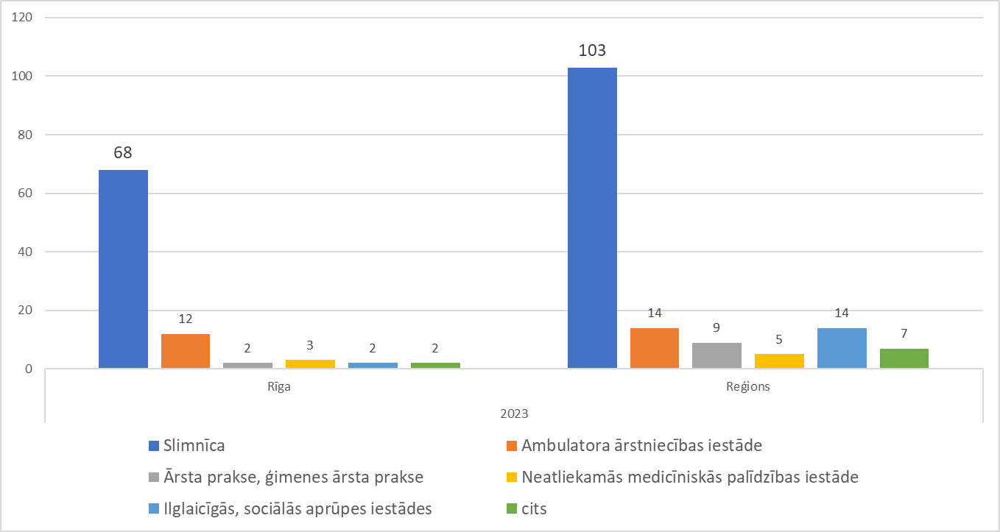 120
100
80
60
40
20
0
68
12
2
3
2
2
103
14
9
5
14
7
Rīga
Reģions
2023
Slimnīca
Ambulatora ārstniecības iestāde
Ārsta prakse, ģimenes ārsta prakse
Neatliekamās medicīniskās palīdzības iestāde
Ilglaicīgās, sociālās aprūpes iestādes
cits